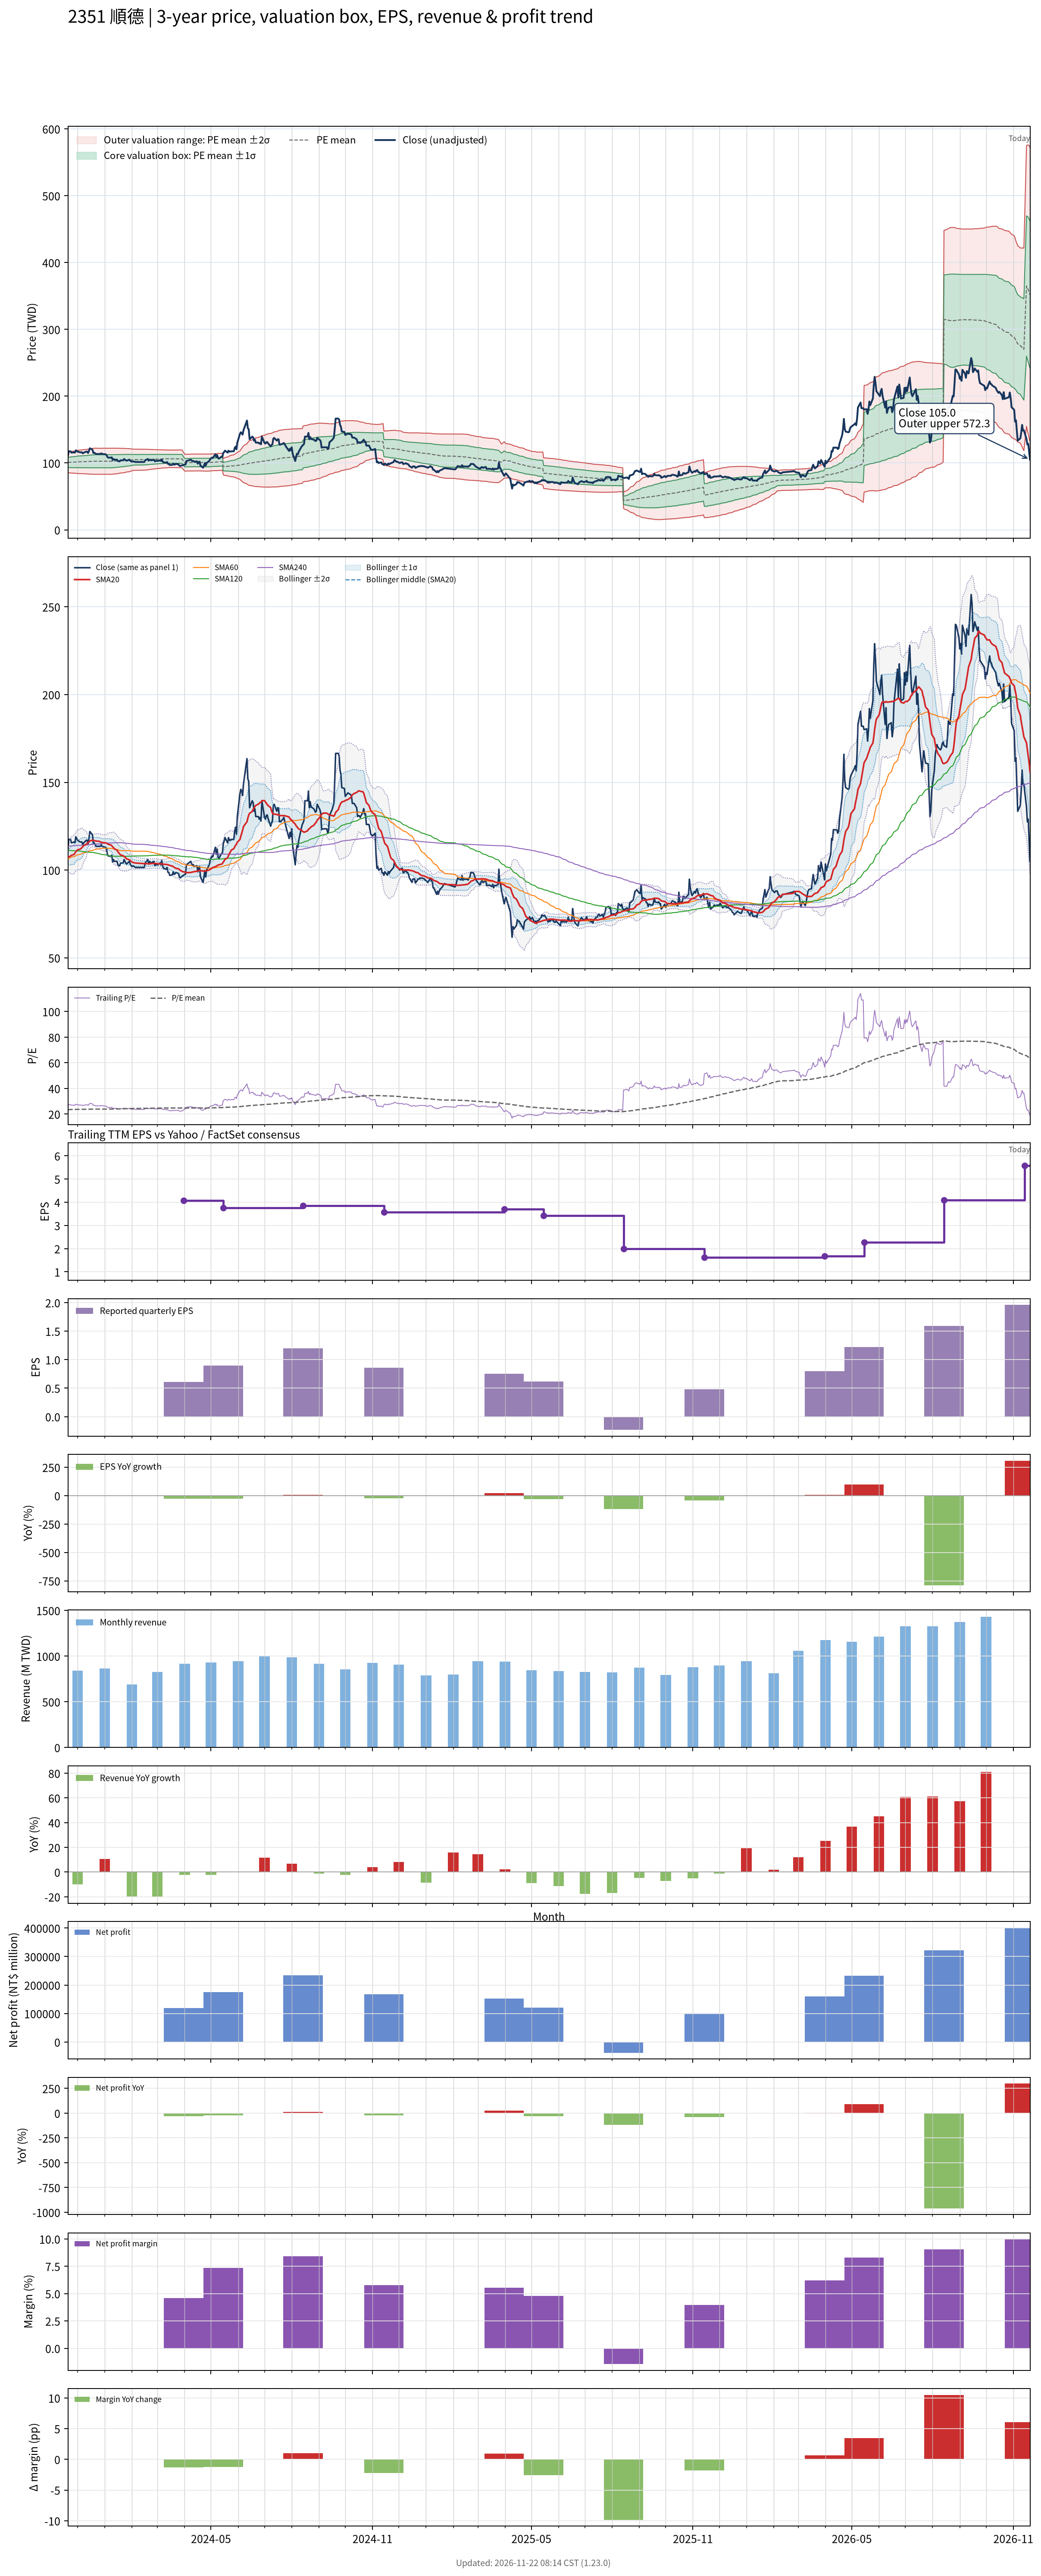 2351 順德 | 3-year price, valuation box, EPS, revenue & profit trend
Outer valuation range: PE mean ±2σ
PE mean
Close (unadjusted)
Core valuation box: PE mean ±1σ
Today
600
500
400
300
200
100
0
Price (TWD)
Close 105.0
Outer upper 572.3
Close (same as panel 1)
SMA60
SMA240
Bollinger ±1σ
SMA20
SMA120
Bollinger ±2σ
Bollinger middle (SMA20)
250
200
150
100
50
Price
Trailing P/E
P/E mean
100
80
60
40
20
P/E
Trailing TTM EPS vs Yahoo / FactSet consensus
Today
6
5
4
3
2
1
EPS
Reported quarterly EPS
2.0
1.5
1.0
0.5
0.0
EPS
EPS YoY growth
250
0
-250
-500
-750
YoY (%)
Monthly revenue
1500
1000
500
0
Revenue (M TWD)
Revenue YoY growth
80
60
40
20
0
-20
YoY (%)
Month
Net profit
400000
300000
200000
100000
0
Net profit (NT$ million)
Net profit YoY
250
0
-250
-500
-750
-1000
YoY (%)
Net profit margin
10.0
7.5
5.0
2.5
0.0
Margin (%)
Margin YoY change
10
5
0
-5
-10
Δ margin (pp)
2024-05
2024-11
2025-05
2025-11
2026-05
2026-11
Updated: 2026-11-22 08:14 CST (1.23.0)